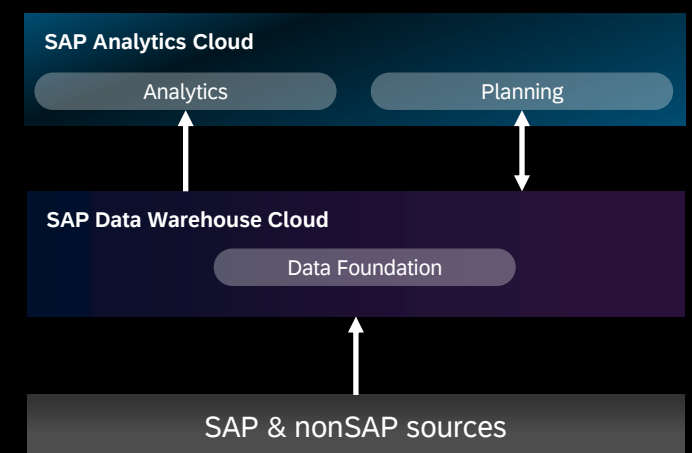 SAP Analytics Cloud
Analytics Planning
SAP Data Warehouse Cloud
Data Foundation
SAP & nonSAP sources